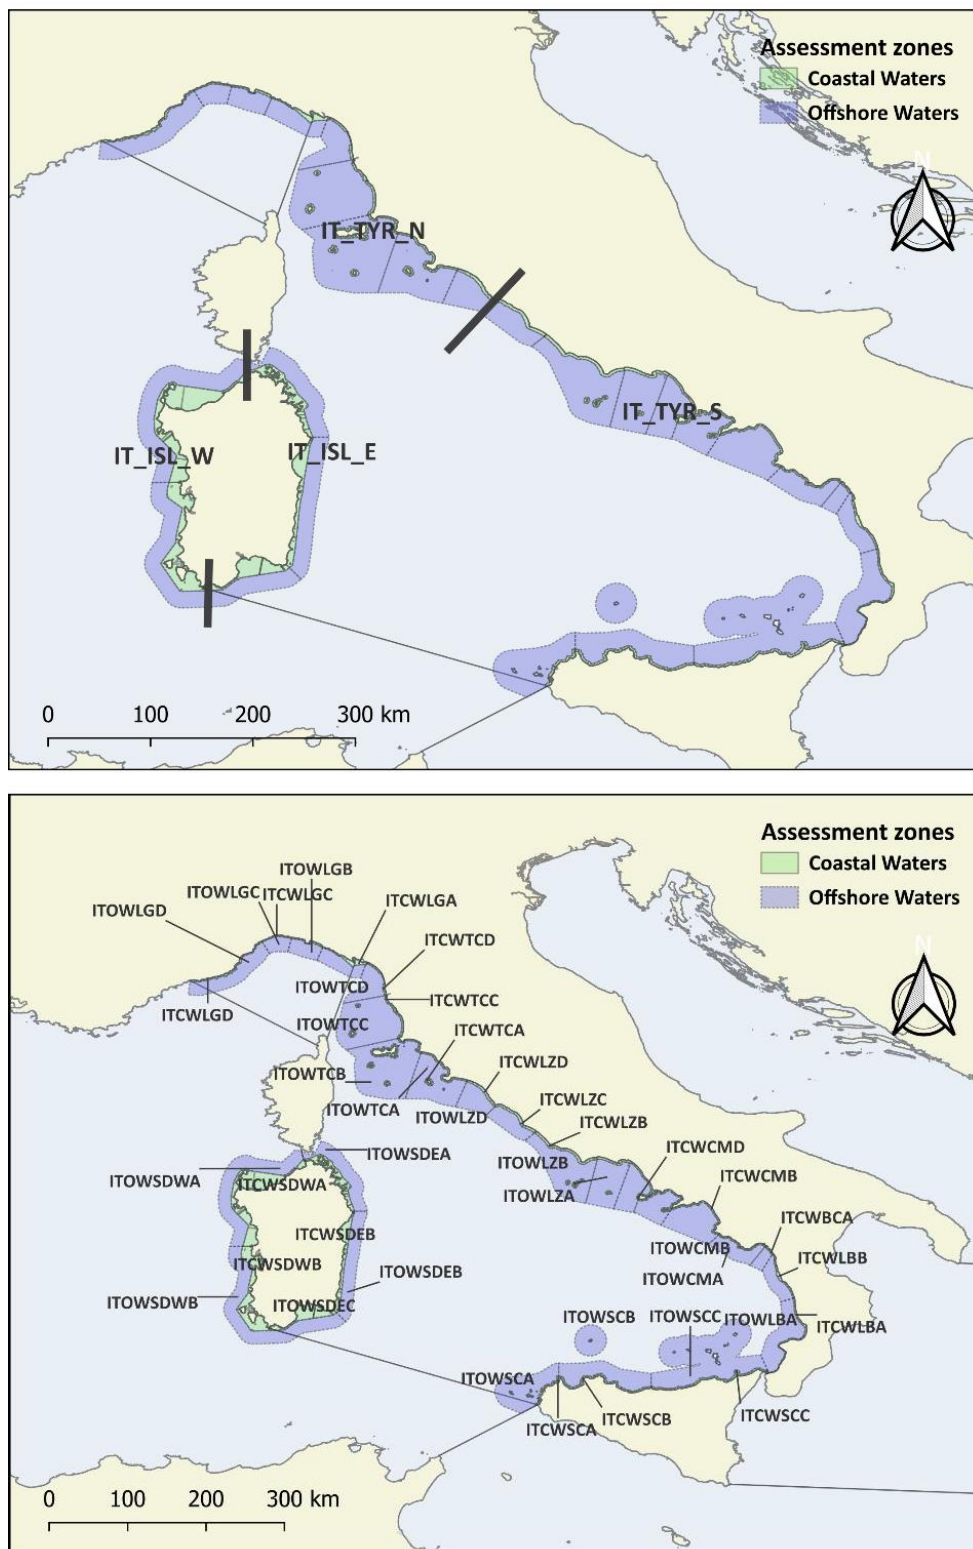 Assessment zones
Coastal Waters
Offshore Waters
N
IT_TYR_N
IT_TYR_S
IT_ISL_W
IT_ISL_E
0 100 200 300 km
Assessment zones
Coastal Waters
Offshore Waters
N
ITOWLGB
ITOWLGC
ITCWLGC
ITCWLGA
ITOWLGD
ITCWTCD
ITOWTCD
ITCWTCC
ITCWLGD
ITOWTCC
ITCWTCA
ITCWLZD
ITOWTCB
ITOWTCA
ITOWLZD
ITCWLZC
ITCWLZB
ITOWSDEA
ITCWCMD
ITOWLZB
ITOWSDWA
ITCWSDWA
ITOWLZA
ITCWCMB
ITCWBCA
ITCWSDEB
ITOWCMB
ITCWLBB
ITCWSDWB
ITOWSDEB
ITOWCMA
ITOWSDWB
ITOWSDEC
ITOWSCB
ITOWSCC
ITOWLBA
ITCWLBA
ITOWSCA
ITCWSCA
ITCWSCB
ITCWSCC
0 100 200 300 km